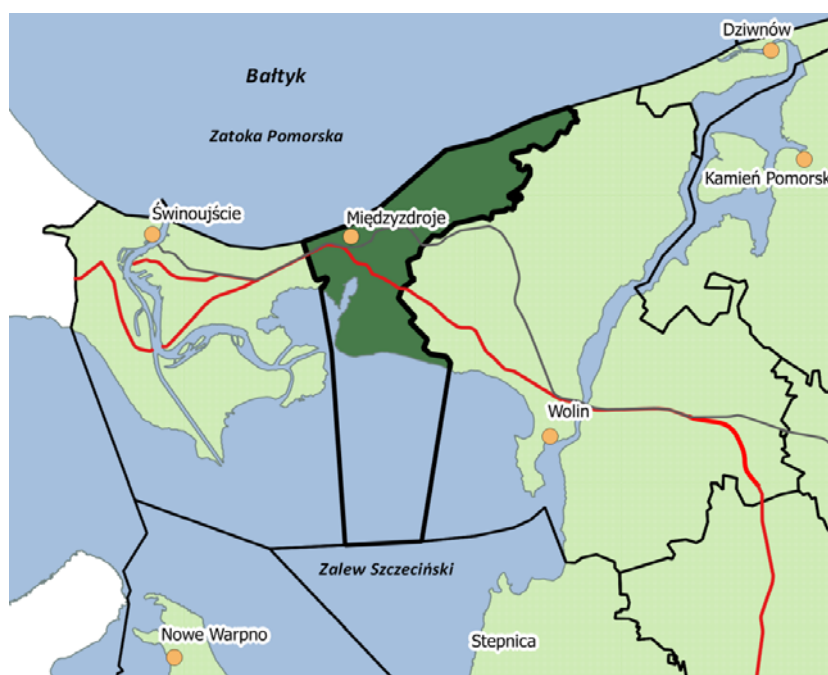 Dziwnów
Bałtyk
Zatoka Pomorska
Kamień Pomorsk
Świnoujście
Międzyzdroje
Wolin
Zalew Szczeciński
Nowe Warpno
Stepnica